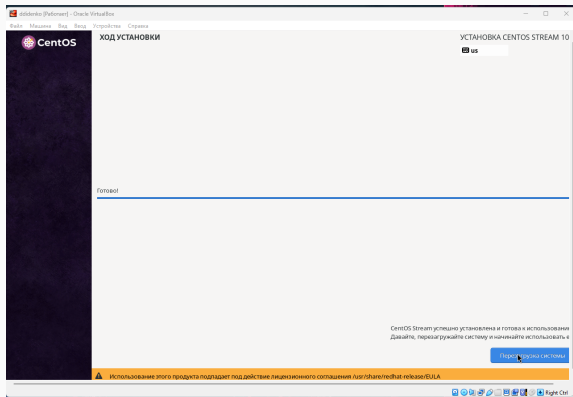 ddidenko [Работает] - Oracle VirtualBox
Файл Машина Вид Ввод Устройства Справка
CentOS
ХОД УСТАНОВКИ
УСТАНОВКА CENTOS STREAM 10
us
Готово!
CentOS Stream успешно установлена и готова к использовани
Давайте, перезагружайте систему и начинайте использовать е
Перезагрузка системы
Использование этого продукта подпадает под действие лицензионного соглашения /usr/share/redhat-release/EULA
Right Ctrl